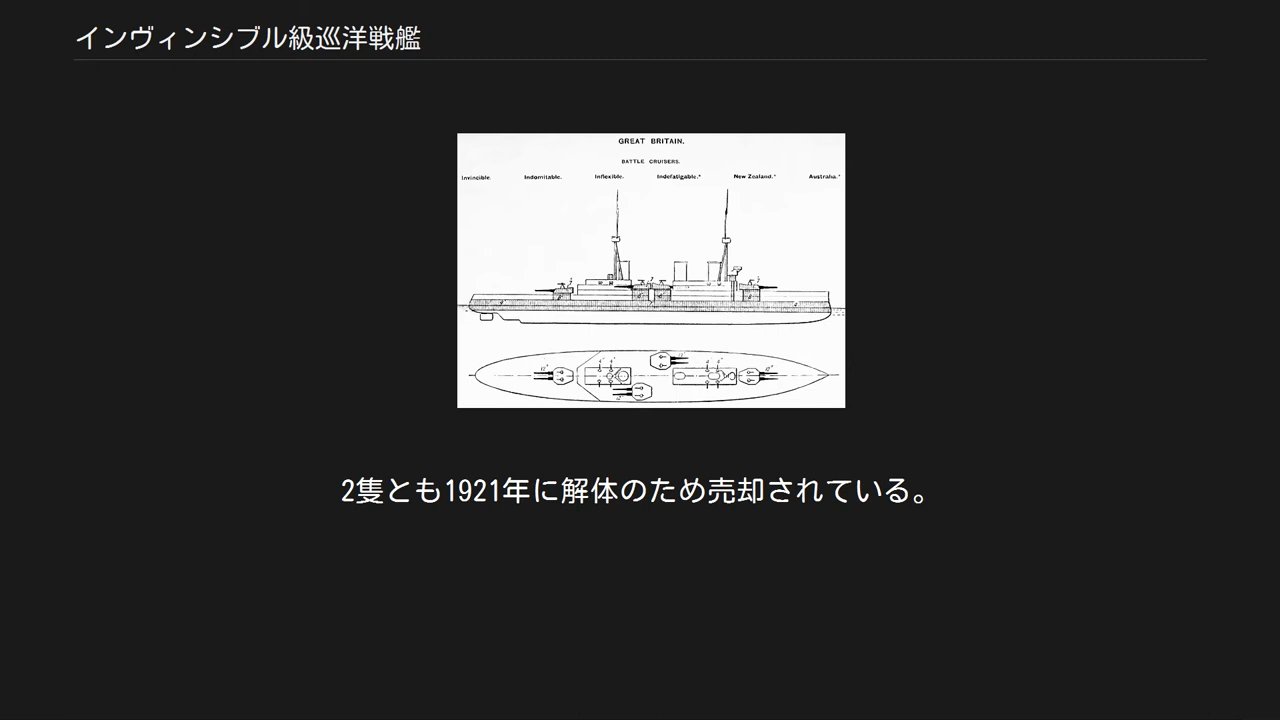 インヴィンシブル級巡洋戦艦
GREAT BRITAIN.
BATTLE CRUISERS.
Invincible. Indomitable. Inflexible. Indefatigable.* New Zealand.* Australia.*
2隻とも1921年に解体のため売却されている。